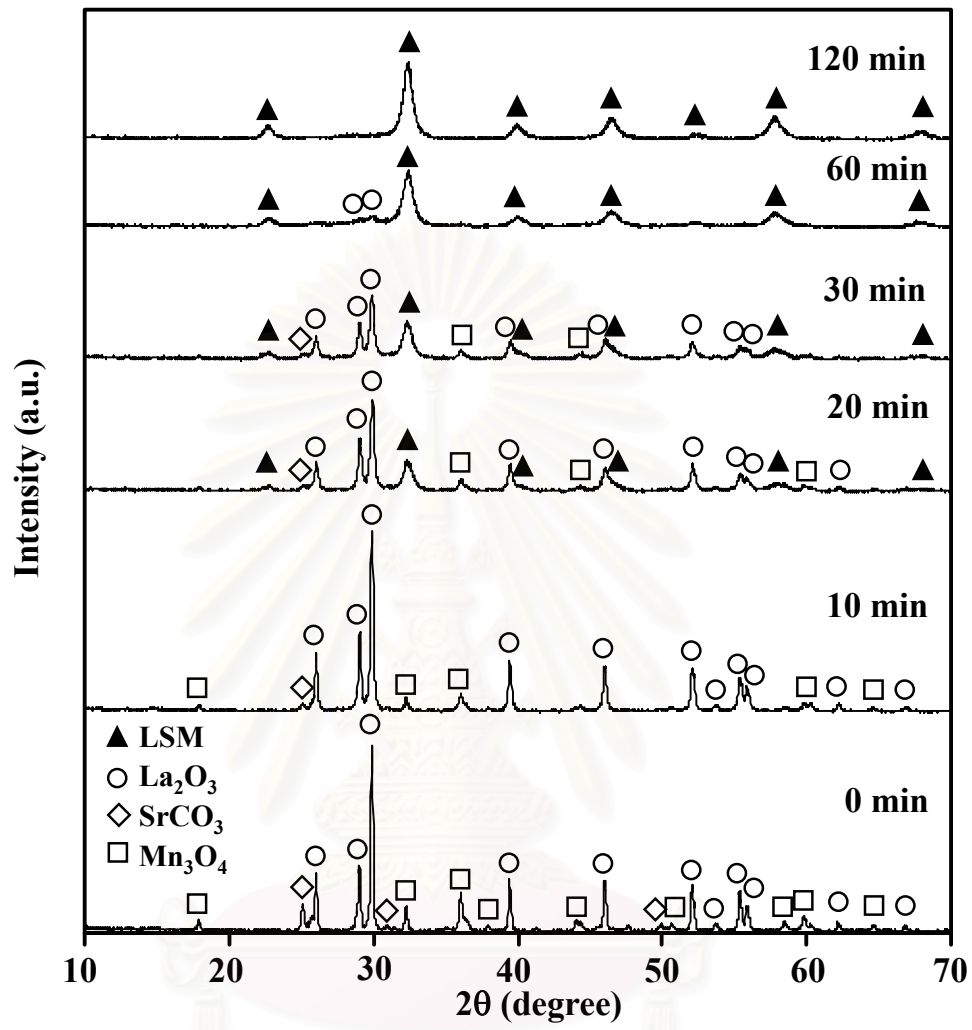 120 min
60 min
30 min
20 min
10 min
0 min
▲ LSM
○ La₂O₃
◇ SrCO₃
□ Mn₃O₄
Intensity (a.u.)
10 20 30 40 50 60 70
2θ (degree)